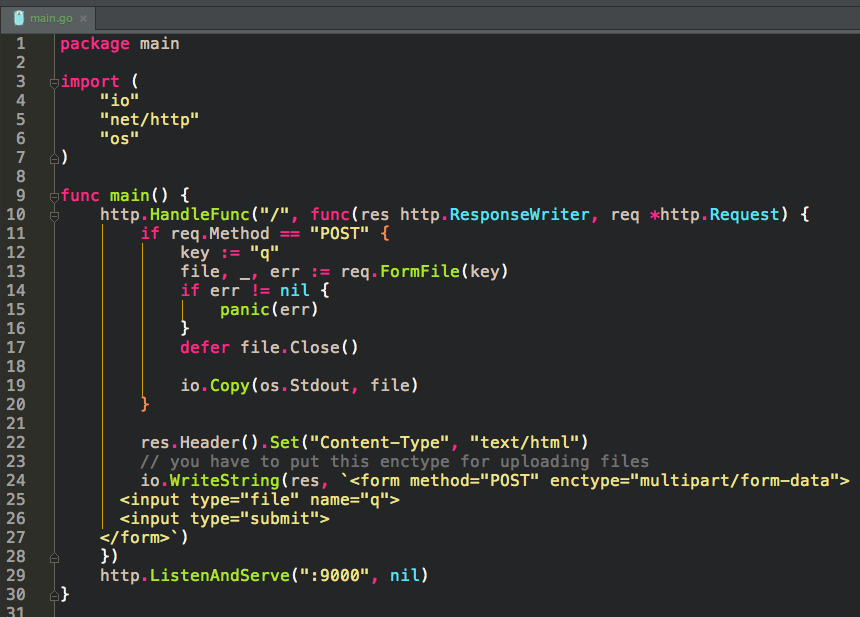 main.go
1 package main
2
3 import (
4     "io"
5     "net/http"
6     "os"
7 )
8
9 func main() {
10     http.HandleFunc("/", func(res http.ResponseWriter, req *http.Request) {
11         if req.Method == "POST" {
12             key := "q"
13             file, _, err := req.FormFile(key)
14             if err != nil {
15                 panic(err)
16             }
17             defer file.Close()
18
19             io.Copy(os.Stdout, file)
20         }
21
22         res.Header().Set("Content-Type", "text/html")
23         // you have to put this enctype for uploading files
24         io.WriteString(res, `<form method="POST" enctype="multipart/form-data">
25       <input type="file" name="q">
26       <input type="submit">
27     </form>`)
28     })
29     http.ListenAndServe(":9000", nil)
30 }
31